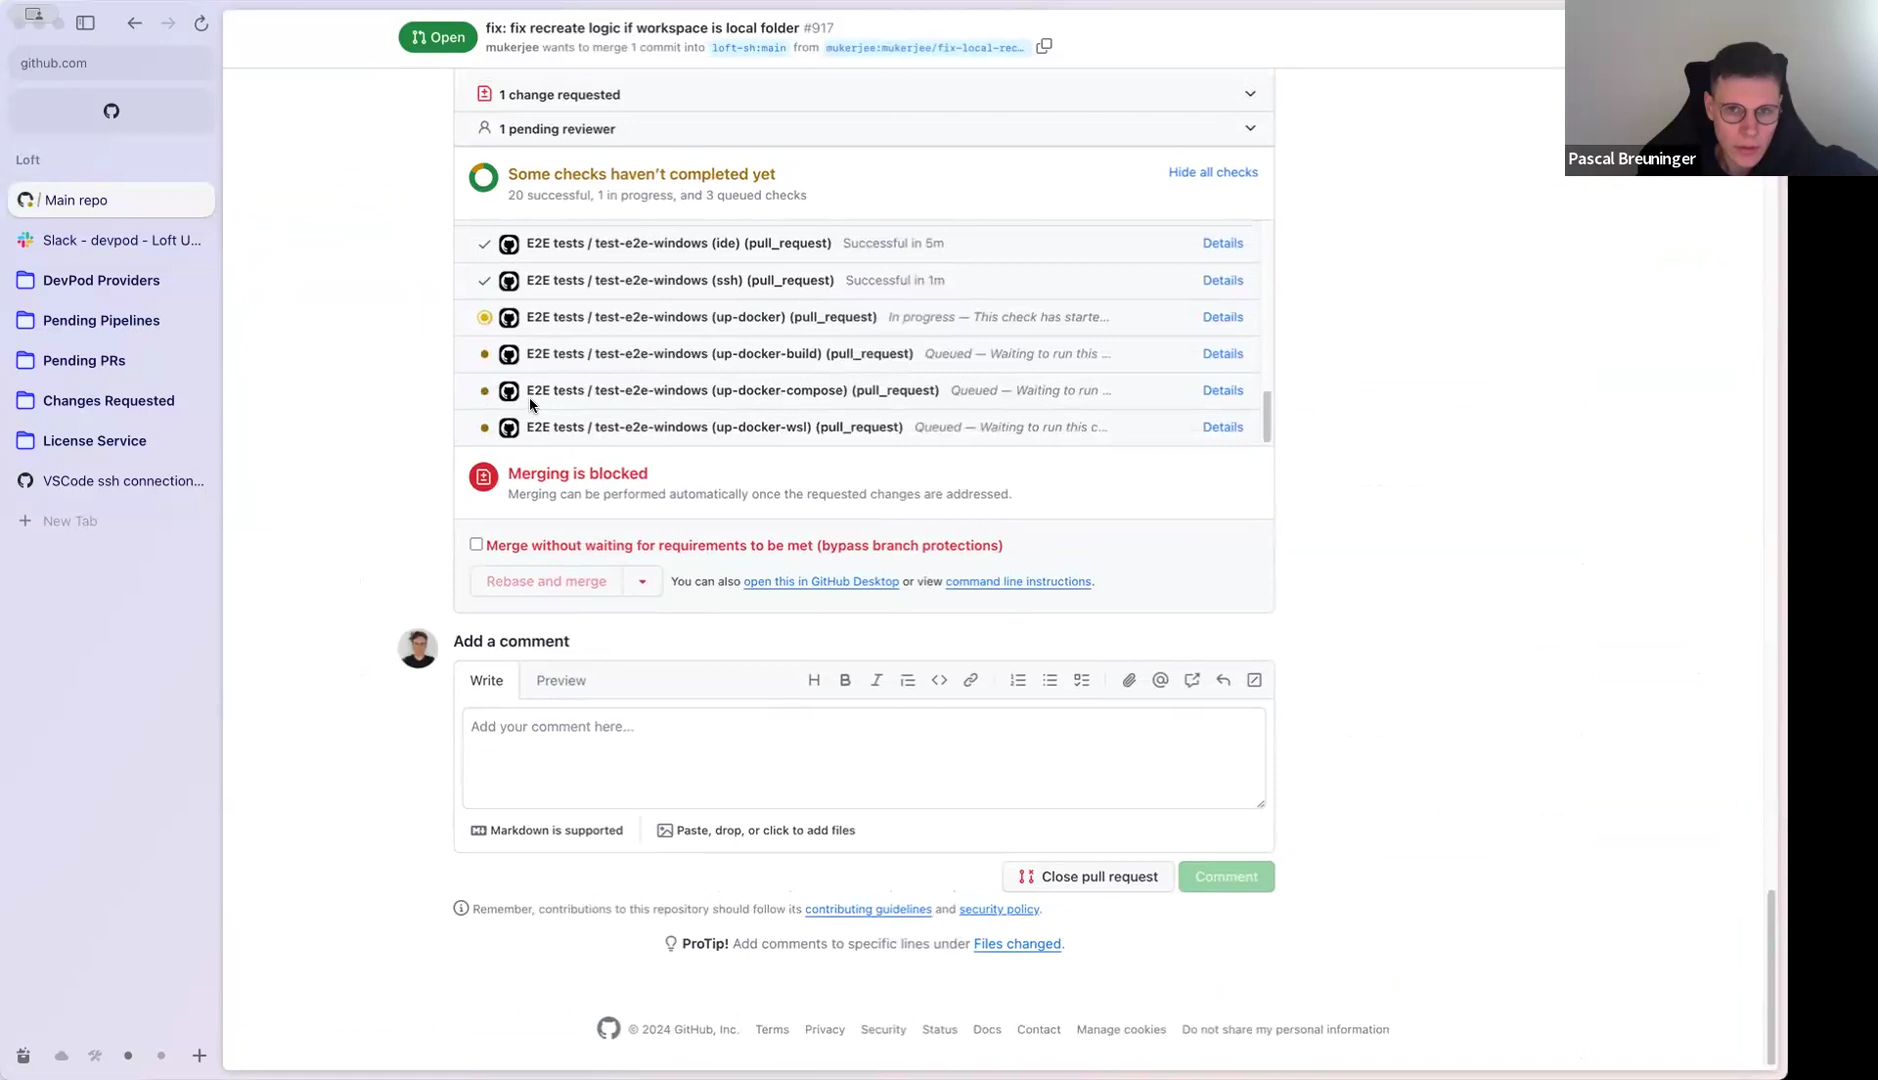 github.com
Loft
/ Main repo
Slack - devpod - Loft U...
DevPod Providers
Pending Pipelines
Pending PRs
Changes Requested
License Service
VSCode ssh connection...
New Tab
Open
fix: fix recreate logic if workspace is local folder #917
mukerjee wants to merge 1 commit into loft-sh:main from mukerjee:mukerjee/fix-local-rec...
1 change requested
1 pending reviewer
Some checks haven't completed yet
Hide all checks
20 successful, 1 in progress, and 3 queued checks
E2E tests / test-e2e-windows (ide) (pull_request) Successful in 5m Details
E2E tests / test-e2e-windows (ssh) (pull_request) Successful in 1m Details
E2E tests / test-e2e-windows (up-docker) (pull_request) In progress — This check has starte... Details
E2E tests / test-e2e-windows (up-docker-build) (pull_request) Queued — Waiting to run this ... Details
E2E tests / test-e2e-windows (up-docker-compose) (pull_request) Queued — Waiting to run ... Details
E2E tests / test-e2e-windows (up-docker-wsl) (pull_request) Queued — Waiting to run this c... Details
Merging is blocked
Merging can be performed automatically once the requested changes are addressed.
Merge without waiting for requirements to be met (bypass branch protections)
Rebase and merge
You can also open this in GitHub Desktop or view command line instructions.
Add a comment
Write Preview
H B I
Add your comment here...
Markdown is supported
Paste, drop, or click to add files
Close pull request Comment
Remember, contributions to this repository should follow its contributing guidelines and security policy.
ProTip! Add comments to specific lines under Files changed.
© 2024 GitHub, Inc. Terms Privacy Security Status Docs Contact Manage cookies Do not share my personal information
Pascal Breuninger